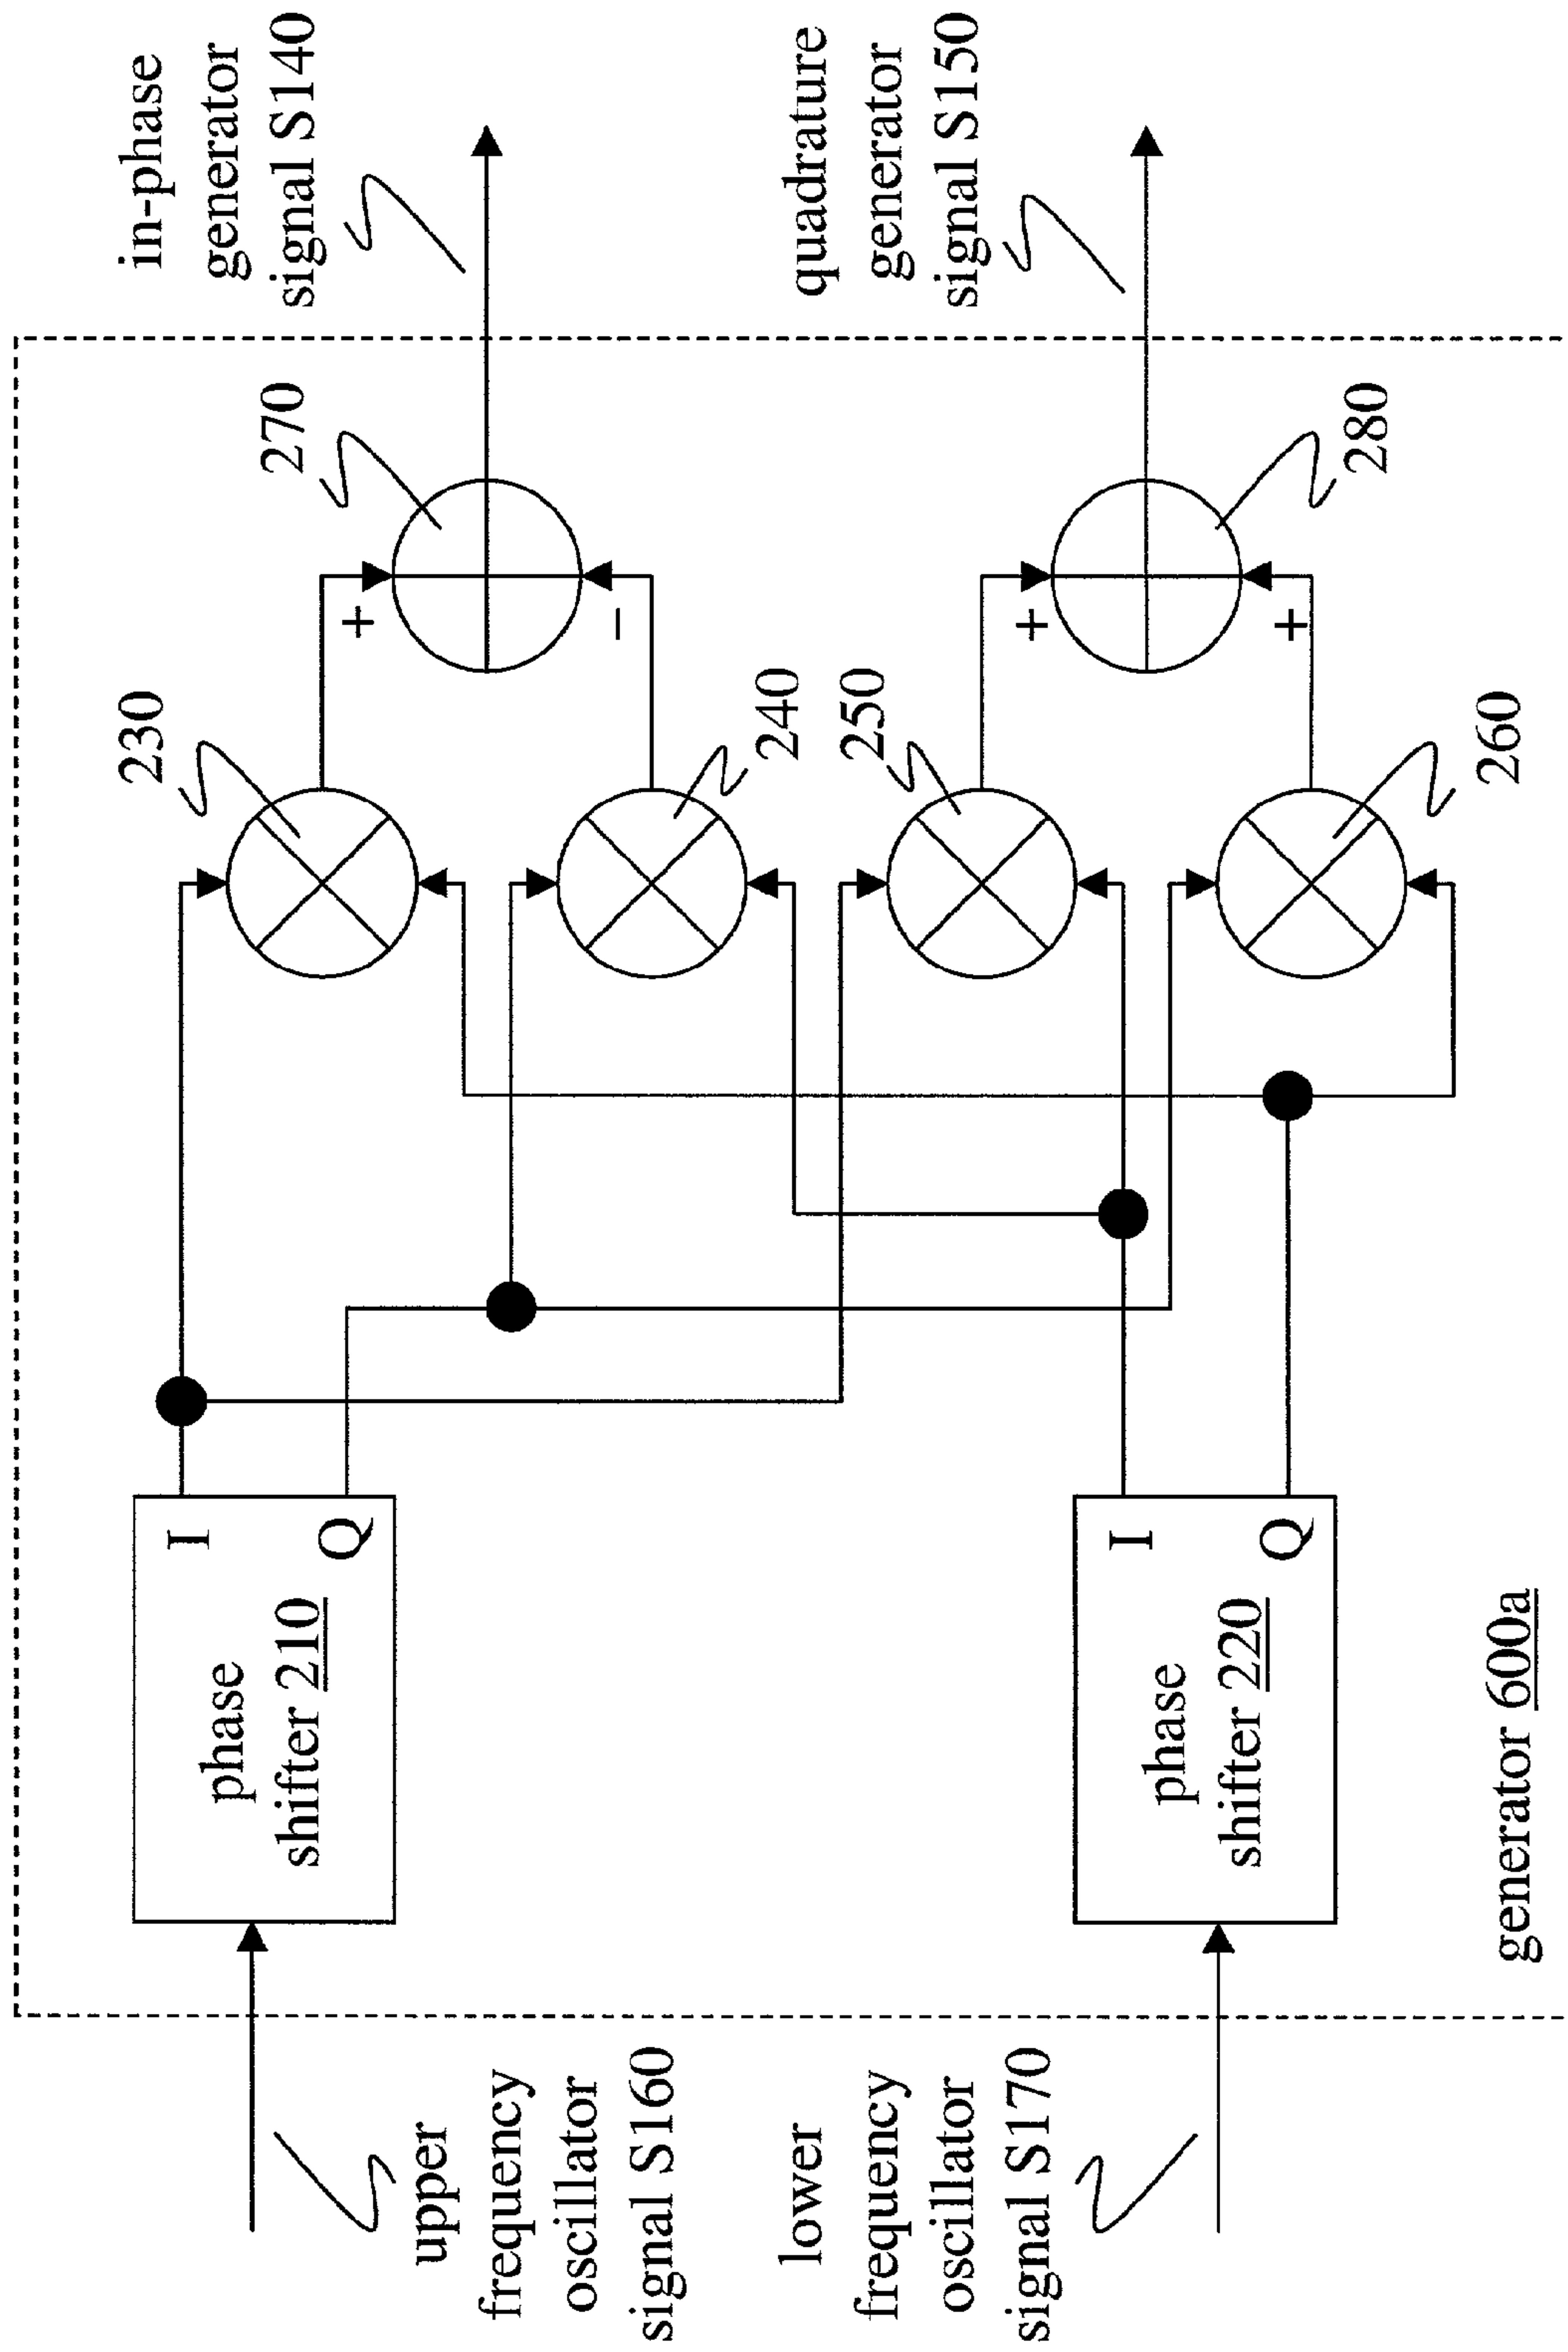 upper
frequency
oscillator
signal S160
lower
frequency
oscillator
signal S170
phase
shifter 210
I
Q
phase
shifter 220
I
Q
generator 600a
230
240
250
260
+
−
+
+
270
280
in-phase
generator
signal S140
quadrature
generator
signal S150